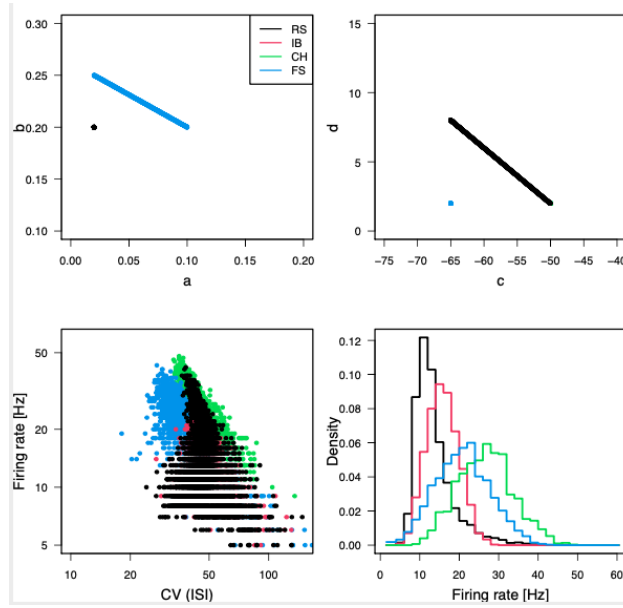 0.30
0.25
0.20
0.15
0.10
b
0.00 0.05 0.10 0.15 0.20
a
RS
IB
CH
FS
15
10
5
0
d
−75 −70 −65 −60 −55 −50 −45 −40
c
50
20
10
5
Firing rate [Hz]
10 20 50 100
CV (ISI)
0.12
0.10
0.08
0.06
0.04
0.02
0.00
Density
0 10 20 30 40 50 60
Firing rate [Hz]